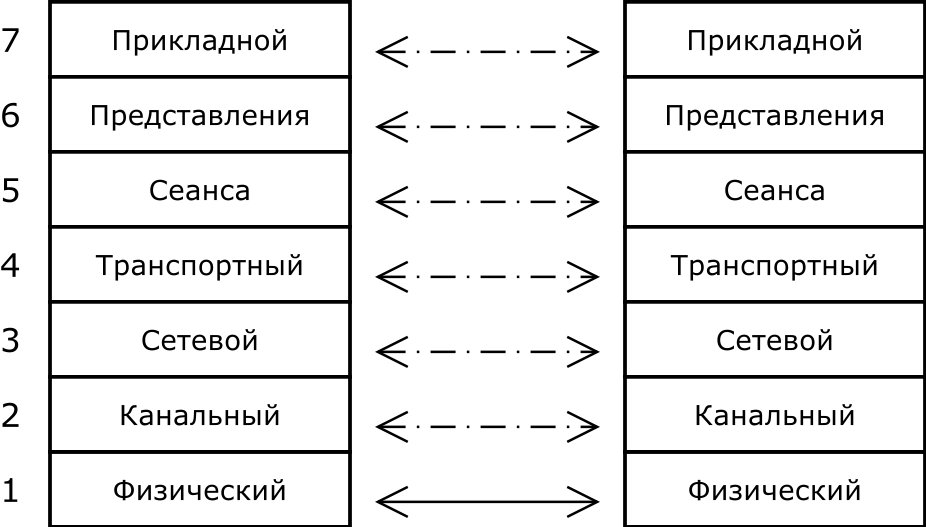 7 Прикладной Прикладной
6 Представления Представления
5 Сеанса Сеанса
4 Транспортный Транспортный
3 Сетевой Сетевой
2 Канальный Канальный
1 Физический Физический